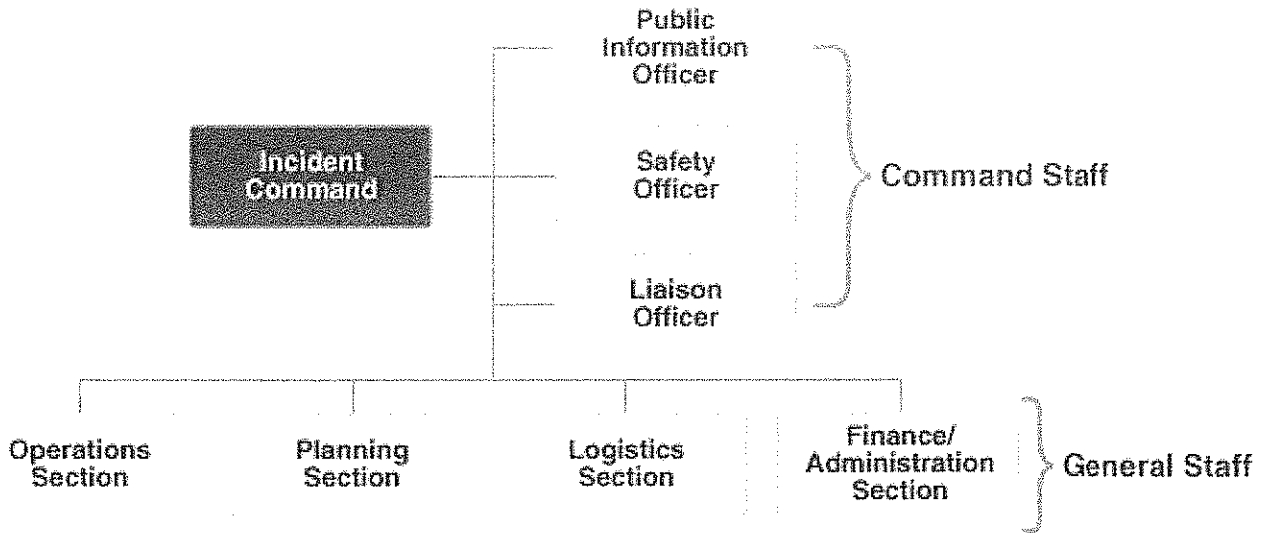 Public
Information
Officer
Incident
Command
Safety
Officer
Command Staff
Liaison
Officer
Operations
Section
Planning
Section
Logistics
Section
Finance/
Administration
Section
General Staff